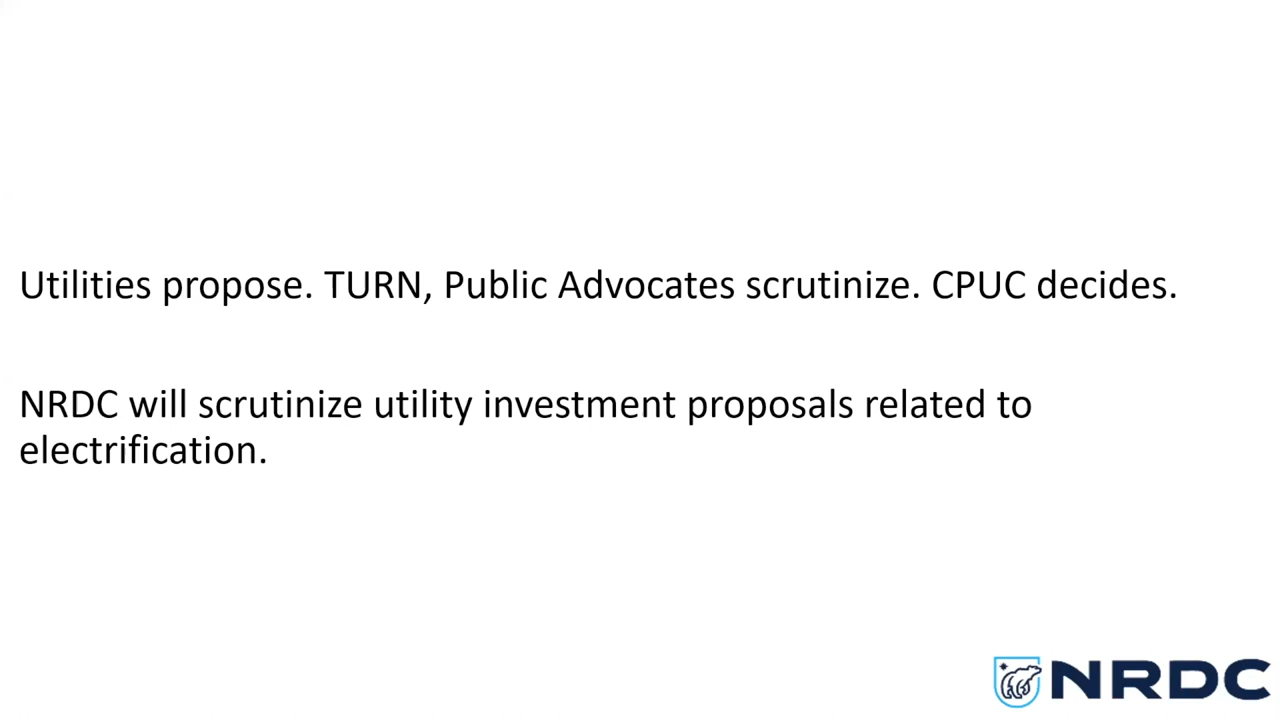 Utilities propose. TURN, Public Advocates scrutinize. CPUC decides.
NRDC will scrutinize utility investment proposals related to
electrification.
NRDC